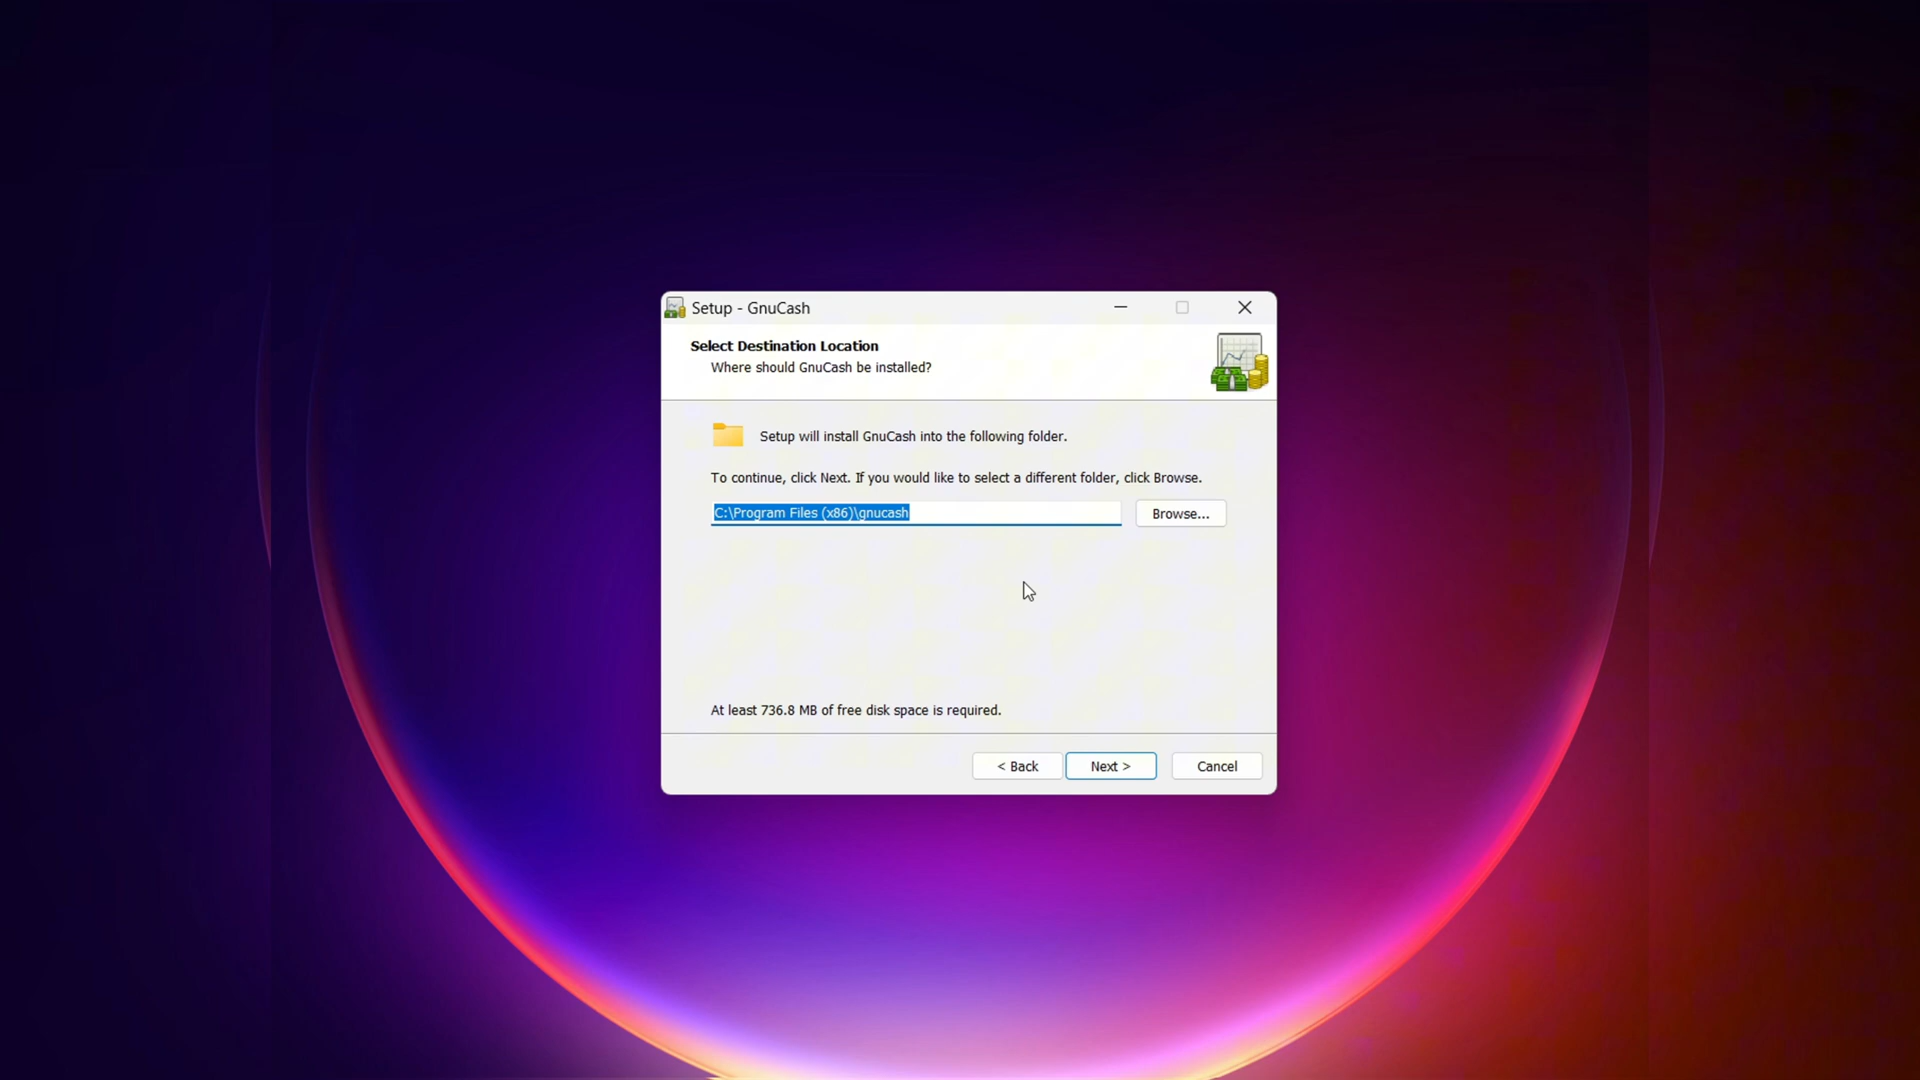 Setup - GnuCash
Select Destination Location
Where should GnuCash be installed?
Setup will install GnuCash into the following folder.
To continue, click Next. If you would like to select a different folder, click Browse.
C:\Program Files (x86)\gnucash
Browse...
At least 736.8 MB of free disk space is required.
< Back
Next >
Cancel